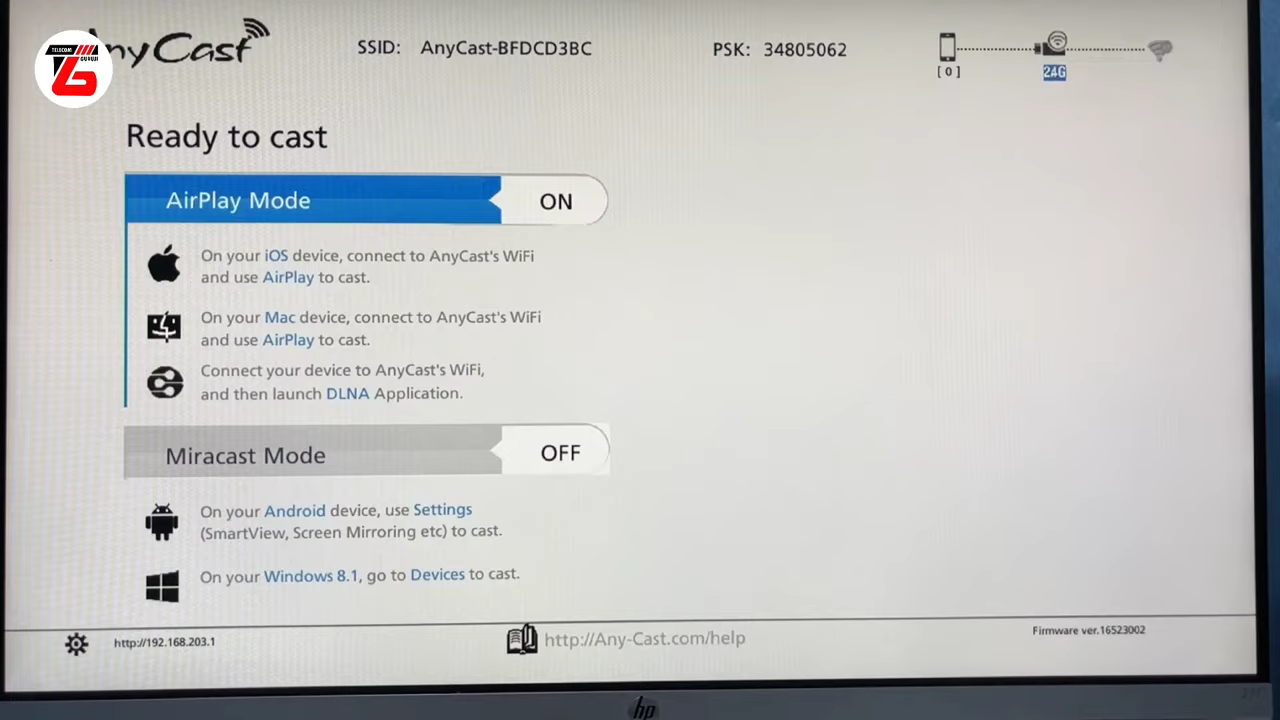 TELECOM
GURUJI
AnyCast
SSID: AnyCast-BFDCD3BC
PSK: 34805062
[ 0 ]
24G
Ready to cast
AirPlay Mode
ON
On your iOS device, connect to AnyCast's WiFi
and use AirPlay to cast.
On your Mac device, connect to AnyCast's WiFi
and use AirPlay to cast.
Connect your device to AnyCast's WiFi,
and then launch DLNA Application.
Miracast Mode
OFF
On your Android device, use Settings
(SmartView, Screen Mirroring etc) to cast.
On your Windows 8.1, go to Devices to cast.
http://192.168.203.1
http://Any-Cast.com/help
Firmware ver.16523002
hp